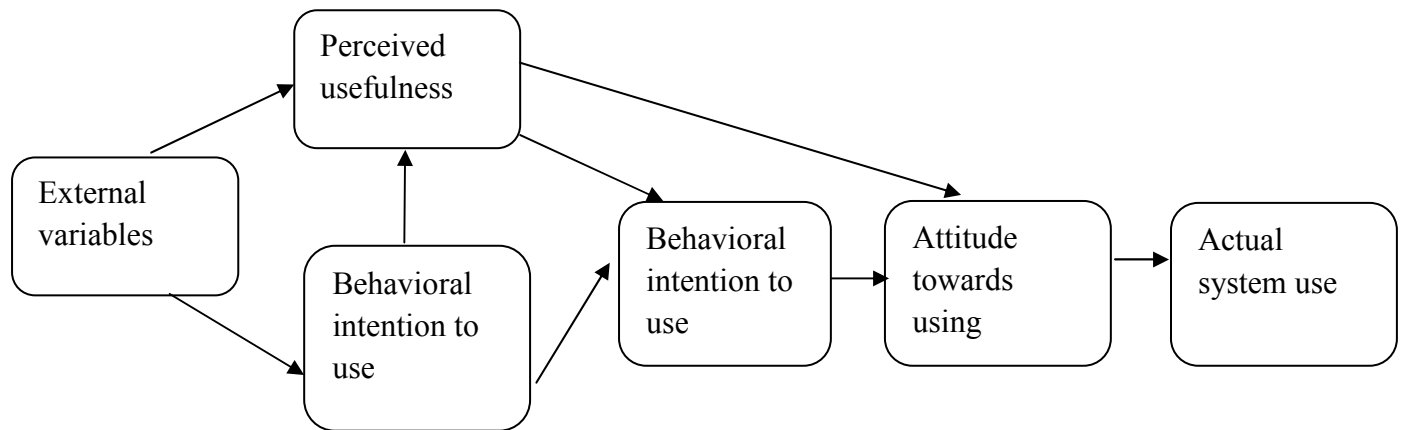 Perceived
usefulness
External
variables
Behavioral
intention to
use
Behavioral
intention to
use
Attitude
towards
using
Actual
system use